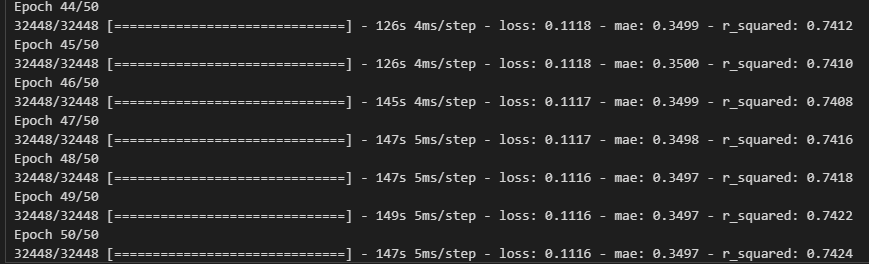 Epoch 44/50
32448/32448 [==============================] - 126s 4ms/step - loss: 0.1118 - mae: 0.3499 - r_squared: 0.7412
Epoch 45/50
32448/32448 [==============================] - 126s 4ms/step - loss: 0.1118 - mae: 0.3500 - r_squared: 0.7410
Epoch 46/50
32448/32448 [==============================] - 145s 4ms/step - loss: 0.1117 - mae: 0.3499 - r_squared: 0.7408
Epoch 47/50
32448/32448 [==============================] - 147s 5ms/step - loss: 0.1117 - mae: 0.3498 - r_squared: 0.7416
Epoch 48/50
32448/32448 [==============================] - 147s 5ms/step - loss: 0.1116 - mae: 0.3497 - r_squared: 0.7418
Epoch 49/50
32448/32448 [==============================] - 149s 5ms/step - loss: 0.1116 - mae: 0.3497 - r_squared: 0.7422
Epoch 50/50
32448/32448 [==============================] - 147s 5ms/step - loss: 0.1116 - mae: 0.3497 - r_squared: 0.7424